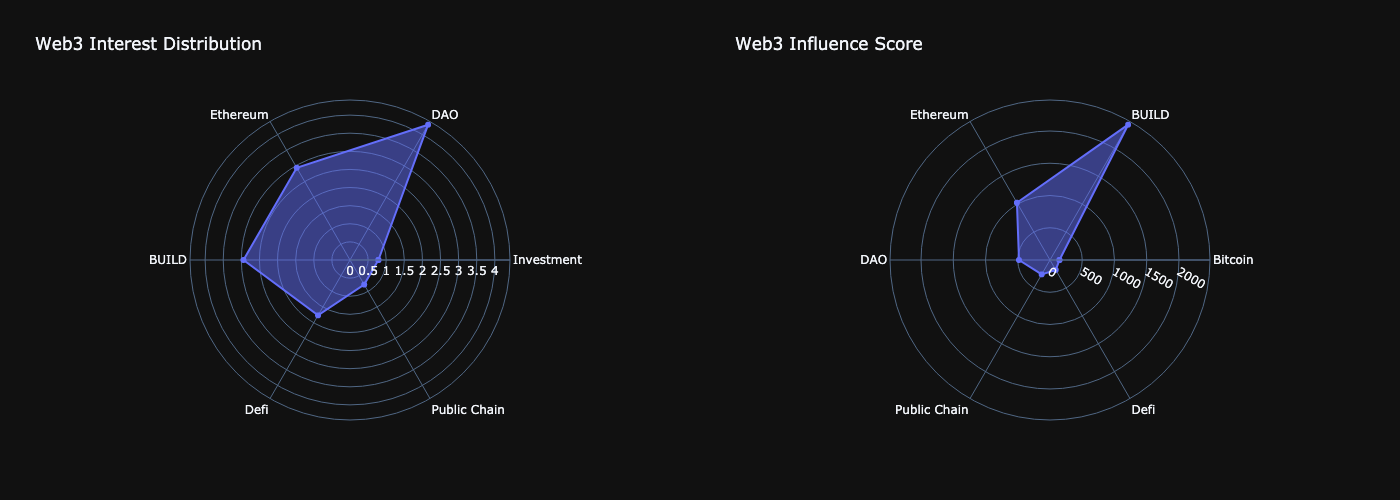 Web3 Interest Distribution
Ethereum
DAO
BUILD
Investment
0 0.5 1 1.5 2 2.5 3 3.5 4
Defi
Public Chain
Web3 Influence Score
Ethereum
BUILD
DAO
Bitcoin
0 500 1000 1500 2000
Public Chain
Defi